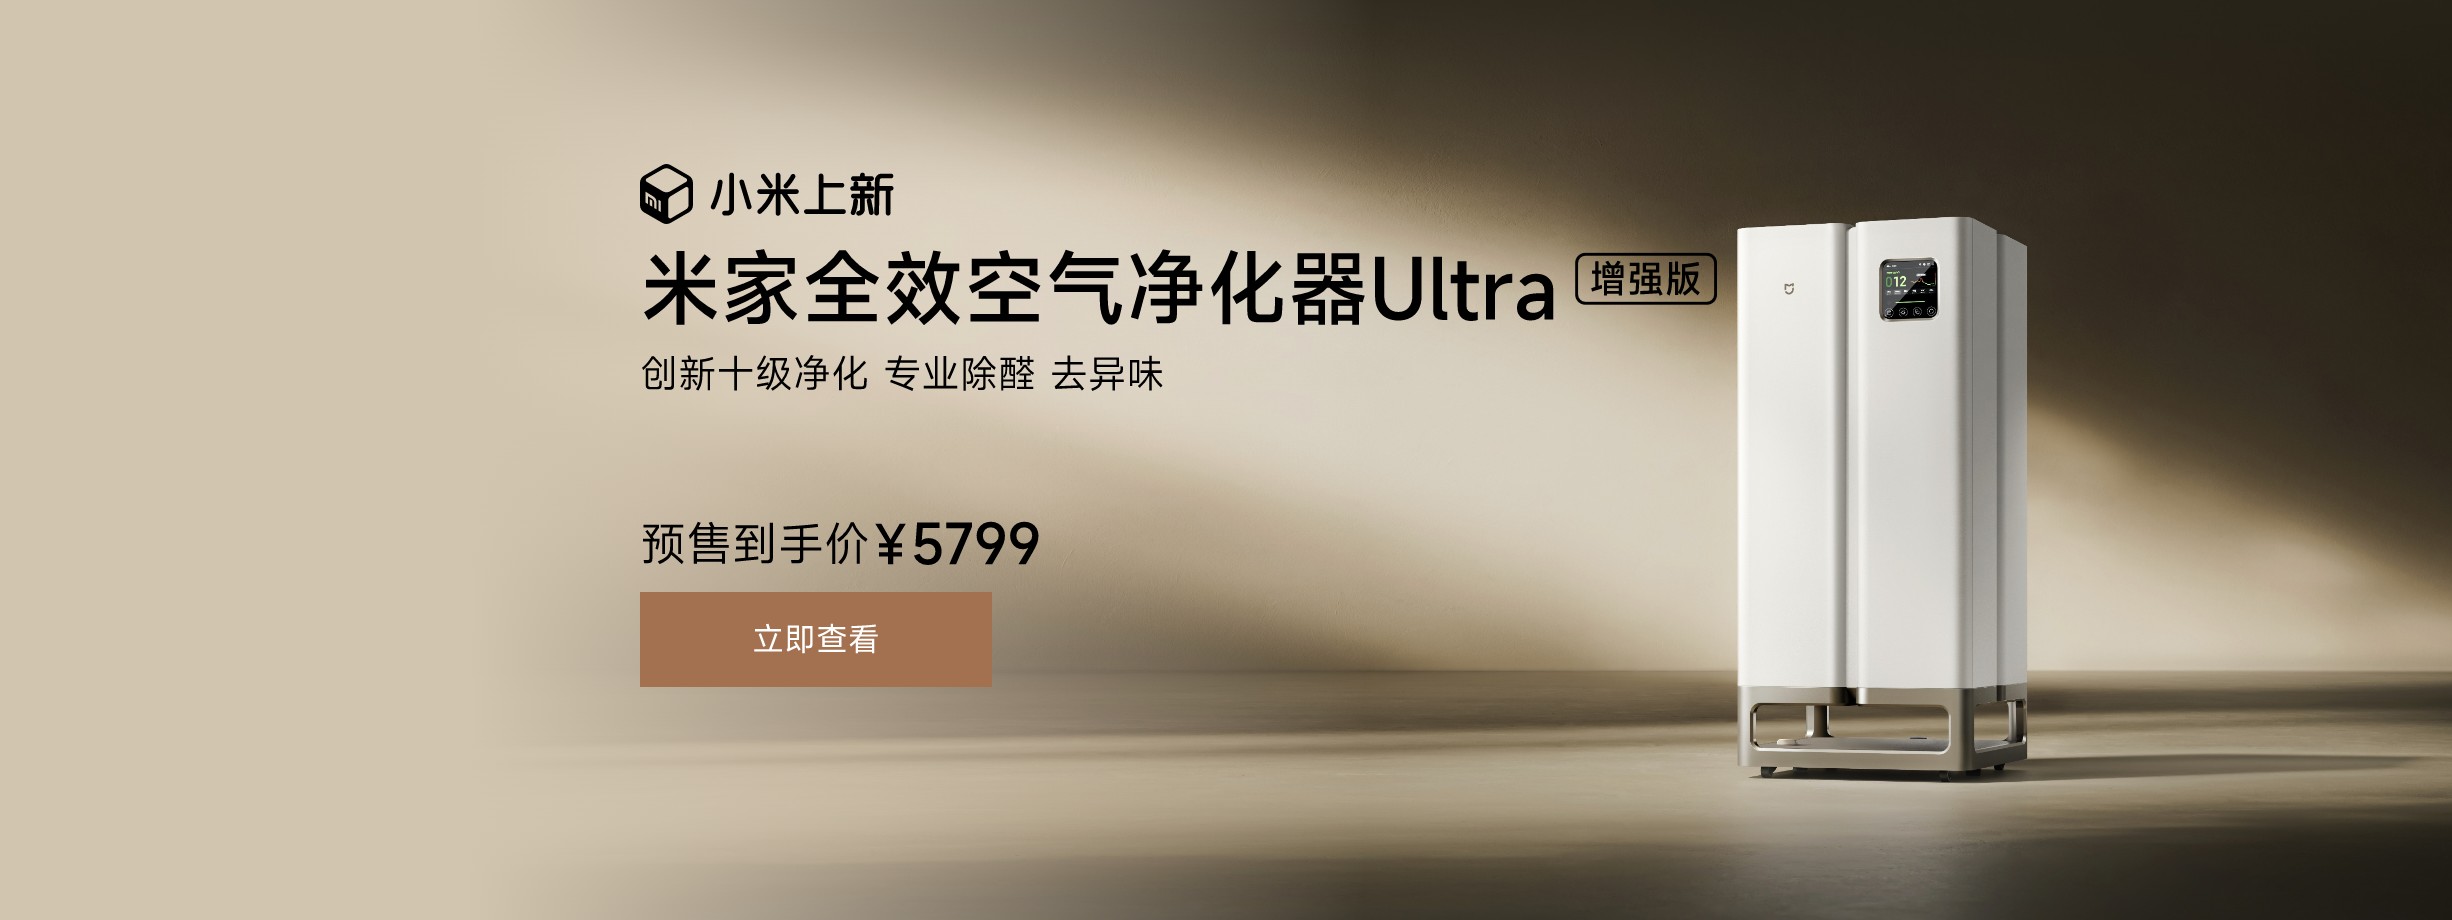 小米上新
米家全效空气净化器Ultra 增强版
创新十级净化 专业除醛 去异味
预售到手价¥5799
立即查看
012